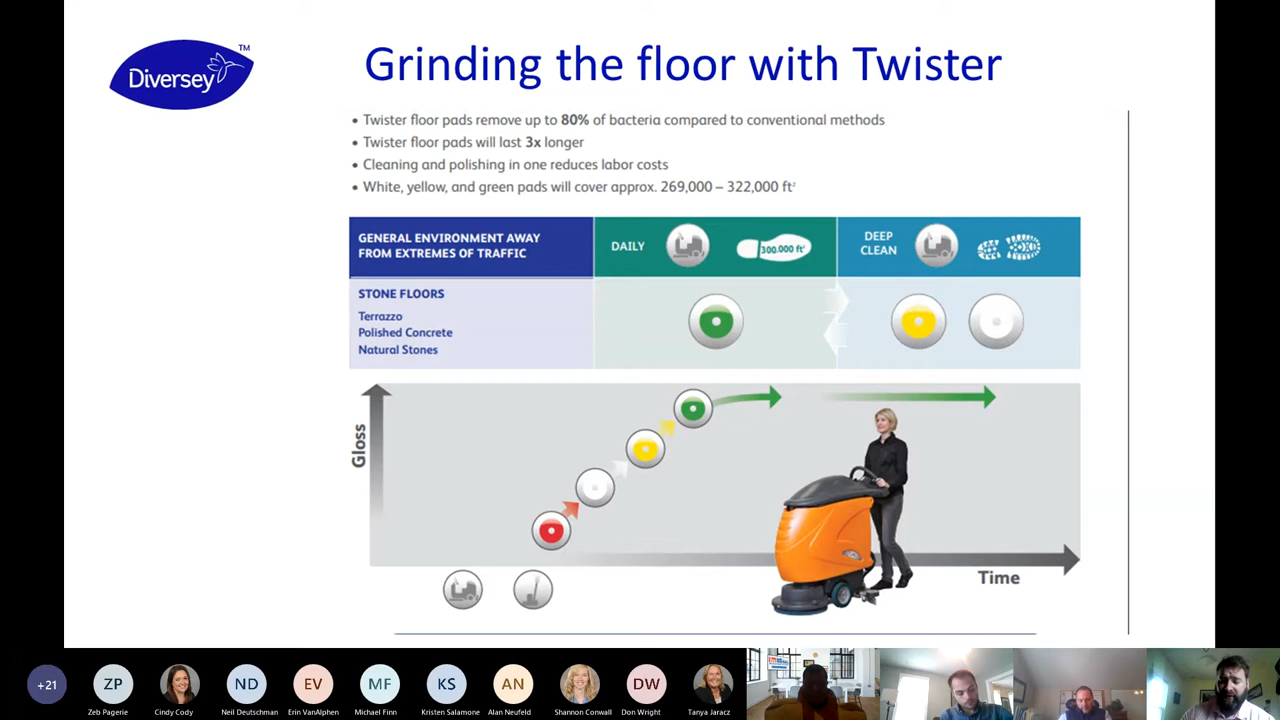 Diversey
TM
Grinding the floor with Twister
• Twister floor pads remove up to 80% of bacteria compared to conventional methods
• Twister floor pads will last 3x longer
• Cleaning and polishing in one reduces labor costs
• White, yellow, and green pads will cover approx. 269,000 – 322,000 ft²
GENERAL ENVIRONMENT AWAY
FROM EXTREMES OF TRAFFIC
DAILY
300.000 ft²
DEEP
CLEAN
STONE FLOORS
Terrazzo
Polished Concrete
Natural Stones
Gloss
Time
+21
ZP
ND
EV
MF
KS
AN
DW
Zeb Pagerie
Cindy Cody
Neil Deutschman
Erin VanAlphen
Michael Finn
Kristen Salamone
Alan Neufeld
Shannon Conwall
Don Wright
Tanya Jaracz